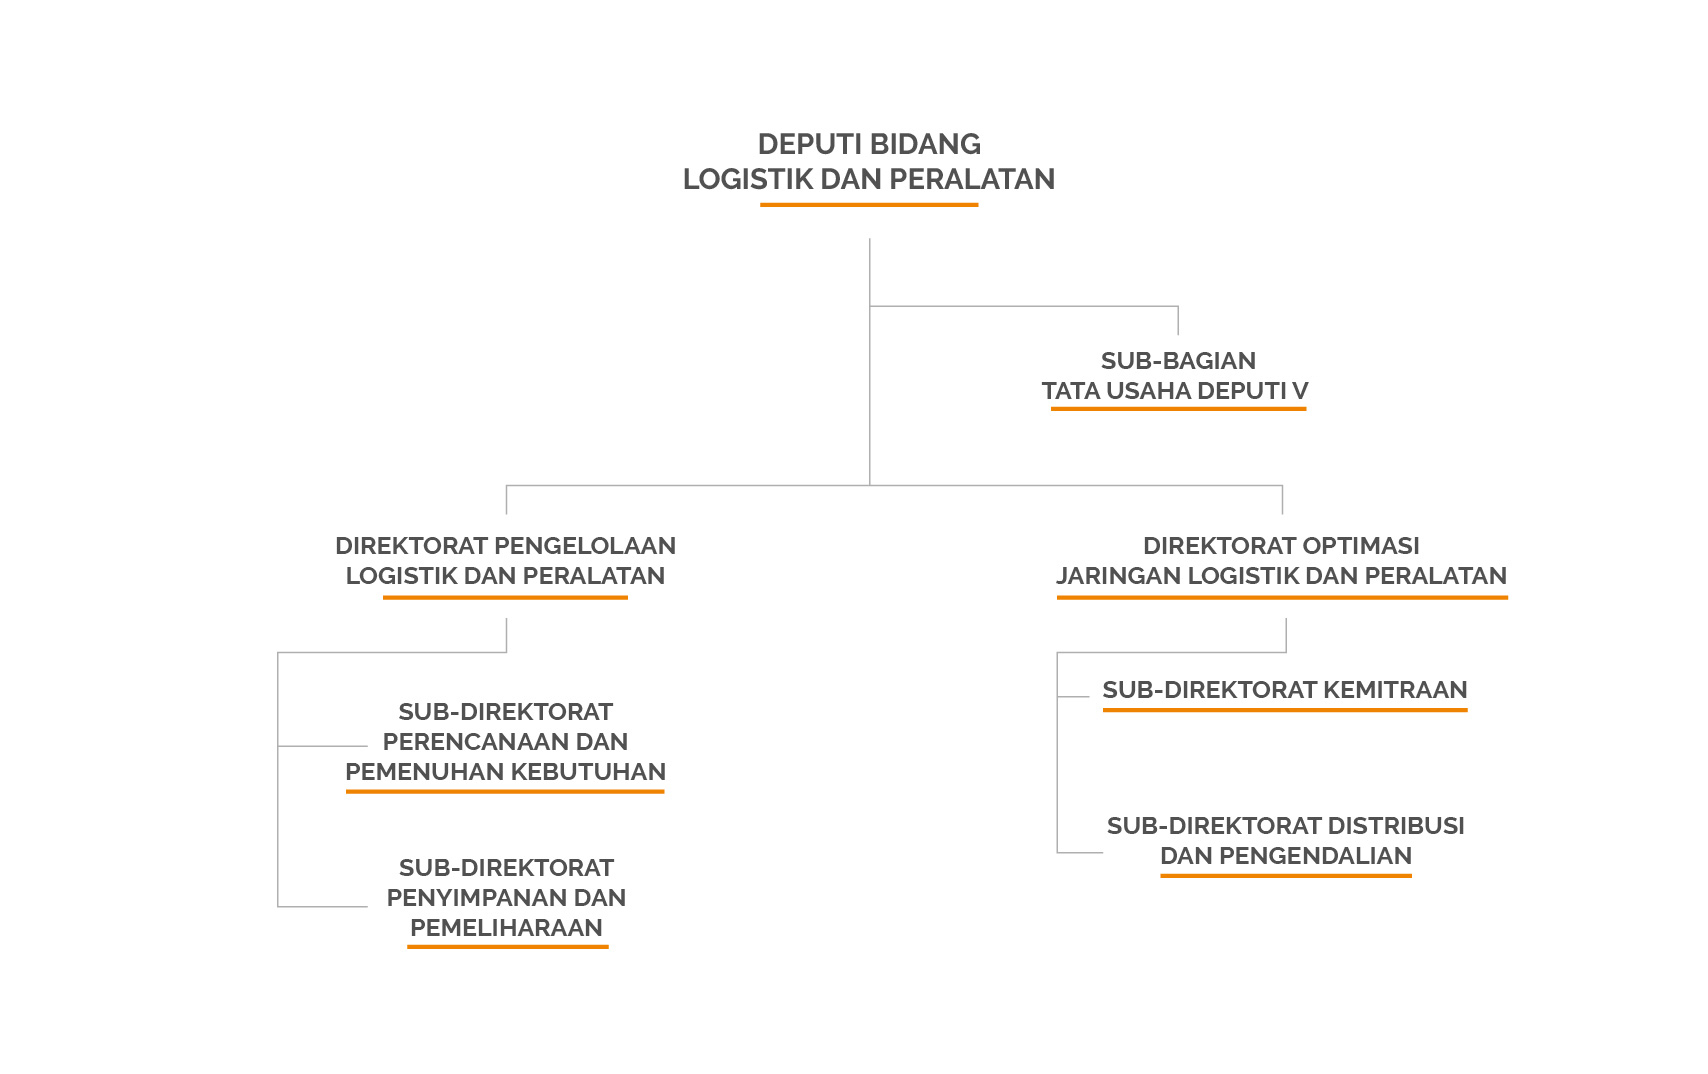 DEPUTI BIDANG
LOGISTIK DAN PERALATAN
SUB-BAGIAN
TATA USAHA DEPUTI V
DIREKTORAT PENGELOLAAN
LOGISTIK DAN PERALATAN
SUB-DIREKTORAT
PERENCANAAN DAN
PEMENUHAN KEBUTUHAN
SUB-DIREKTORAT
PENYIMPANAN DAN
PEMELIHARAAN
DIREKTORAT OPTIMASI
JARINGAN LOGISTIK DAN PERALATAN
SUB-DIREKTORAT KEMITRAAN
SUB-DIREKTORAT DISTRIBUSI
DAN PENGENDALIAN